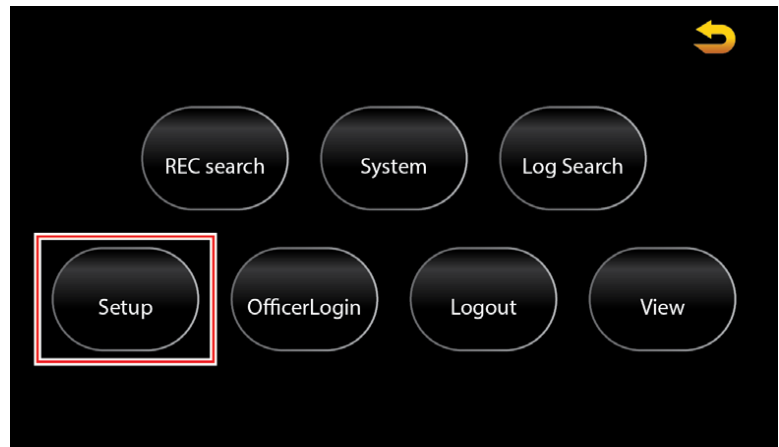 REC search
System
Log Search
Setup
OfficerLogin
Logout
View